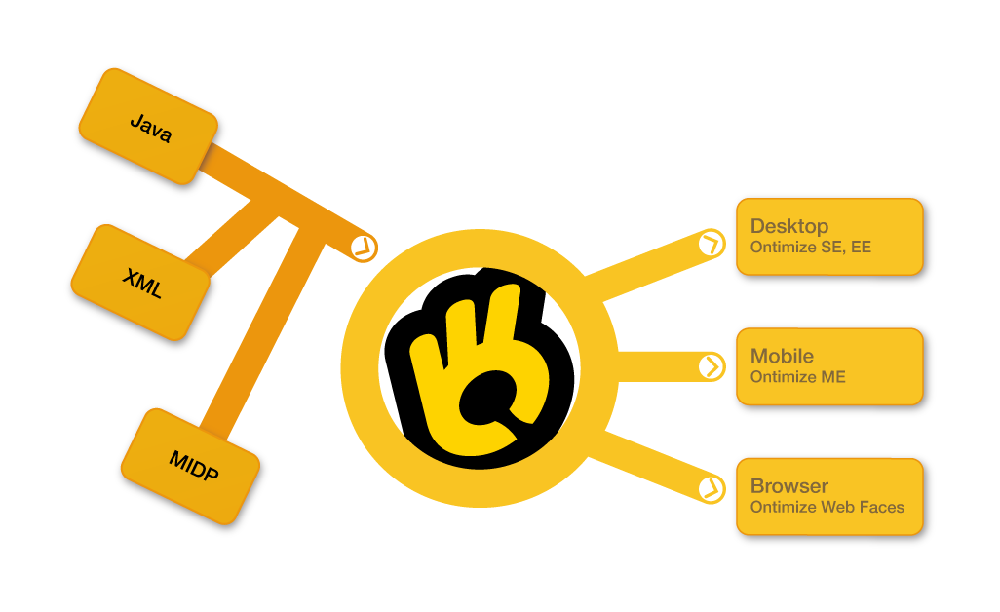 Java
XML
MIDP
Desktop
Ontimize SE, EE
Mobile
Ontimize ME
Browser
Ontimize Web Faces